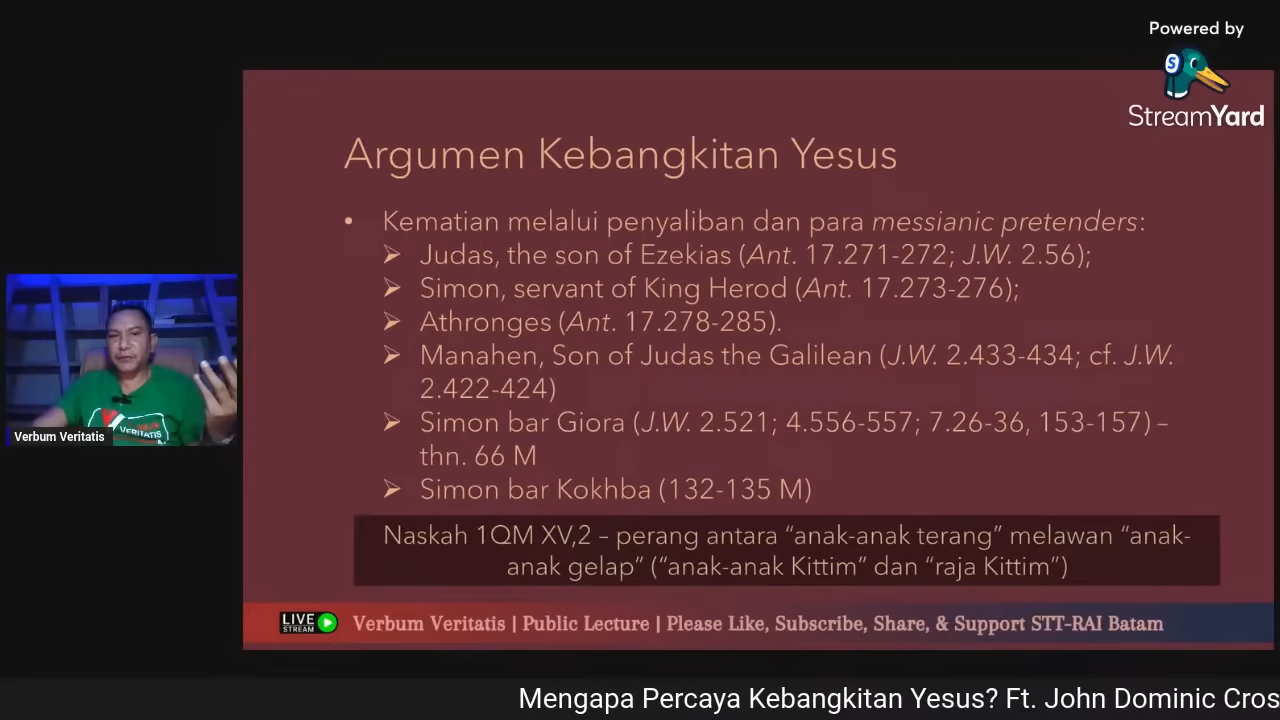 Powered by
StreamYard
Argumen Kebangkitan Yesus
• Kematian melalui penyaliban dan para messianic pretenders:
➢ Judas, the son of Ezekias (Ant. 17.271-272; J.W. 2.56);
➢ Simon, servant of King Herod (Ant. 17.273-276);
➢ Athronges (Ant. 17.278-285).
➢ Manahen, Son of Judas the Galilean (J.W. 2.433-434; cf. J.W.
2.422-424)
➢ Simon bar Giora (J.W. 2.521; 4.556-557; 7.26-36, 153-157) –
thn. 66 M
➢ Simon bar Kokhba (132-135 M)
Naskah 1QM XV,2 – perang antara “anak-anak terang” melawan “anak-
anak gelap” (“anak-anak Kittim” dan “raja Kittim”)
VERITATIS
Verbum Veritatis
LIVE
STREAM
Verbum Veritatis | Public Lecture | Please Like, Subscribe, Share, & Support STT-RAI Batam
Mengapa Percaya Kebangkitan Yesus? Ft. John Dominic Cros